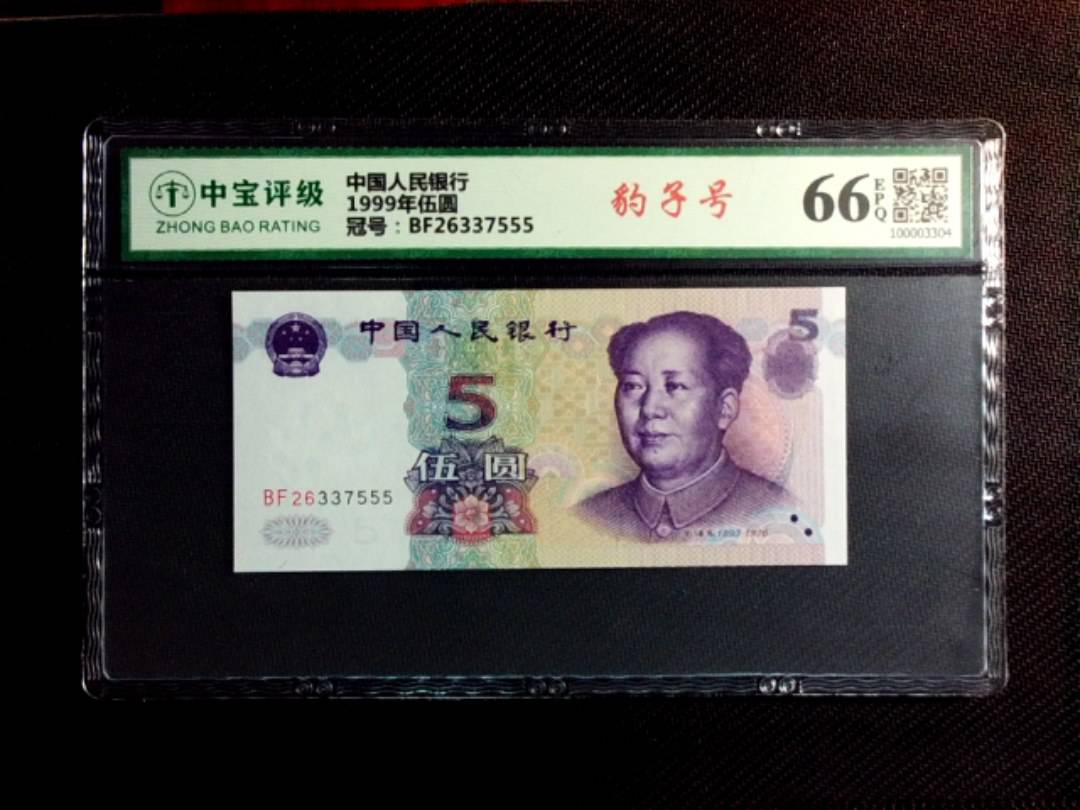 中宝评级
ZHONG BAO RATING
中国人民银行
1999年伍圆
冠号：BF26337555
豹子号
66
EPQ
100003304
中国人民银行
5
5
伍圆
BF26337555
1893-1976